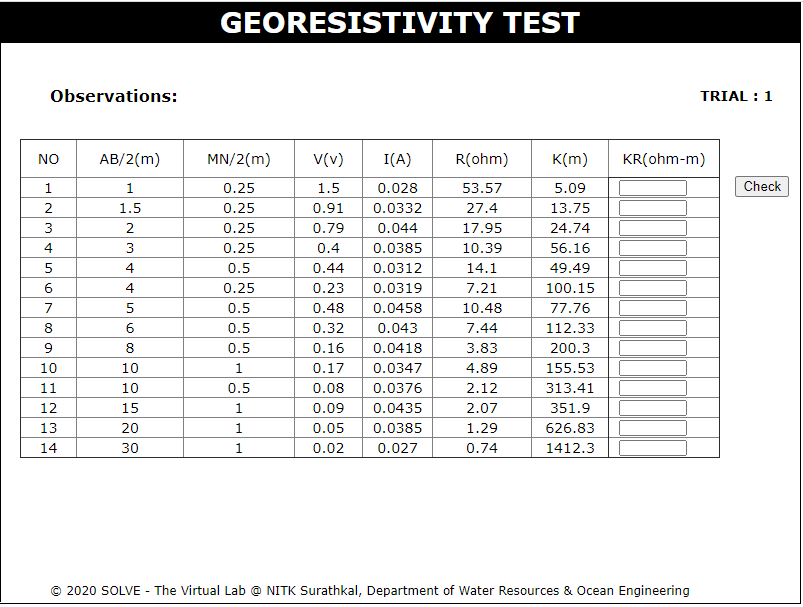 GEORESISTIVITY TEST
Observations:
TRIAL : 1
NO AB/2(m) MN/2(m) V(v) I(A) R(ohm) K(m) KR(ohm-m)
1 1 0.25 1.5 0.028 53.57 5.09
Check
2 1.5 0.25 0.91 0.0332 27.4 13.75
3 2 0.25 0.79 0.044 17.95 24.74
4 3 0.25 0.4 0.0385 10.39 56.16
5 4 0.5 0.44 0.0312 14.1 49.49
6 4 0.25 0.23 0.0319 7.21 100.15
7 5 0.5 0.48 0.0458 10.48 77.76
8 6 0.5 0.32 0.043 7.44 112.33
9 8 0.5 0.16 0.0418 3.83 200.3
10 10 1 0.17 0.0347 4.89 155.53
11 10 0.5 0.08 0.0376 2.12 313.41
12 15 1 0.09 0.0435 2.07 351.9
13 20 1 0.05 0.0385 1.29 626.83
14 30 1 0.02 0.027 0.74 1412.3
© 2020 SOLVE - The Virtual Lab @ NITK Surathkal, Department of Water Resources & Ocean Engineering